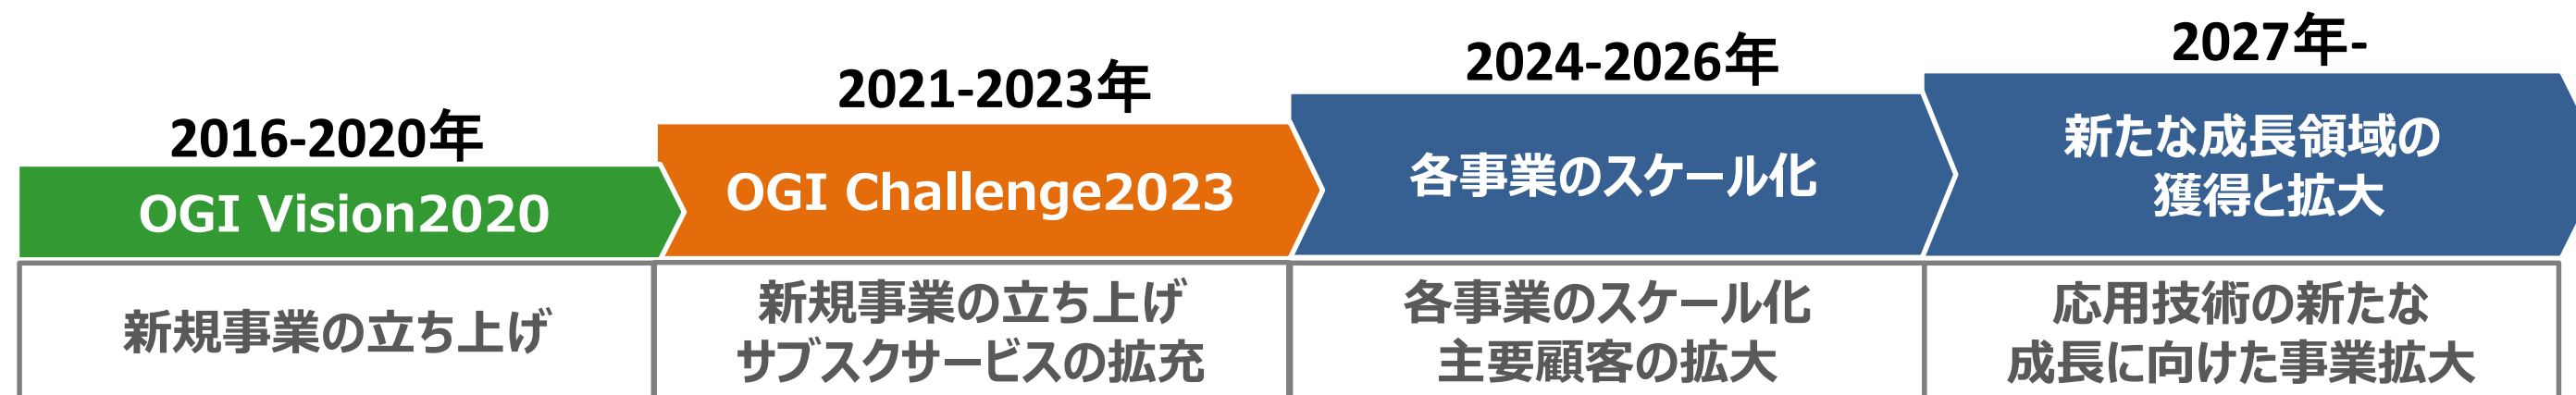 2016-2020年
OGI Vision2020
新規事業の立ち上げ
2021-2023年
OGI Challenge2023
新規事業の立ち上げ
サブスクサービスの拡充
2024-2026年
各事業のスケール化
各事業のスケール化
主要顧客の拡大
2027年-
新たな成長領域の
獲得と拡大
応用技術の新たな
成長に向けた事業拡大